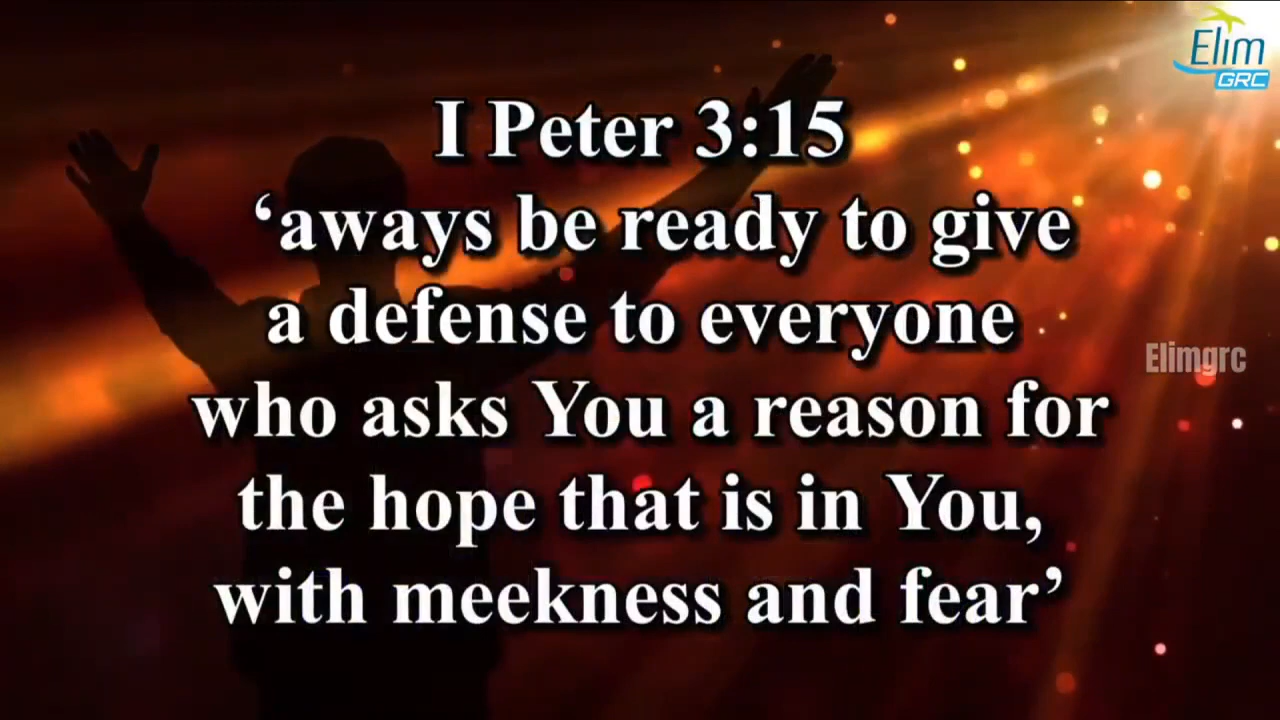 Elim
GRC
I Peter 3:15
‘aways be ready to give
a defense to everyone
who asks You a reason for
the hope that is in You,
with meekness and fear’
Elimgrc